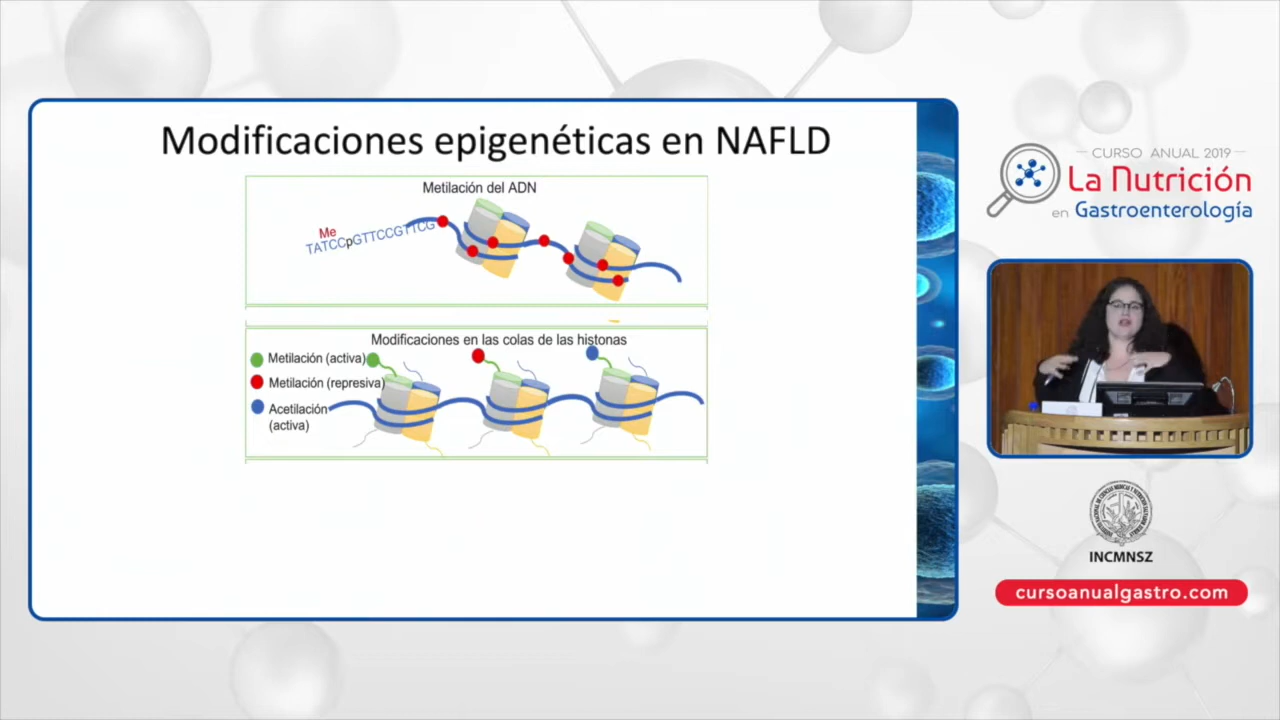 Modificaciones epigenéticas en NAFLD
Metilación del ADN
Me
TATCCpGTTCCGTTCG
Modificaciones en las colas de las histonas
Metilación (activa)
Metilación (represiva)
Acetilación
(activa)
CURSO ANUAL 2019
La Nutrición
en Gastroenterología
INCMNSZ
cursoanualgastro.com